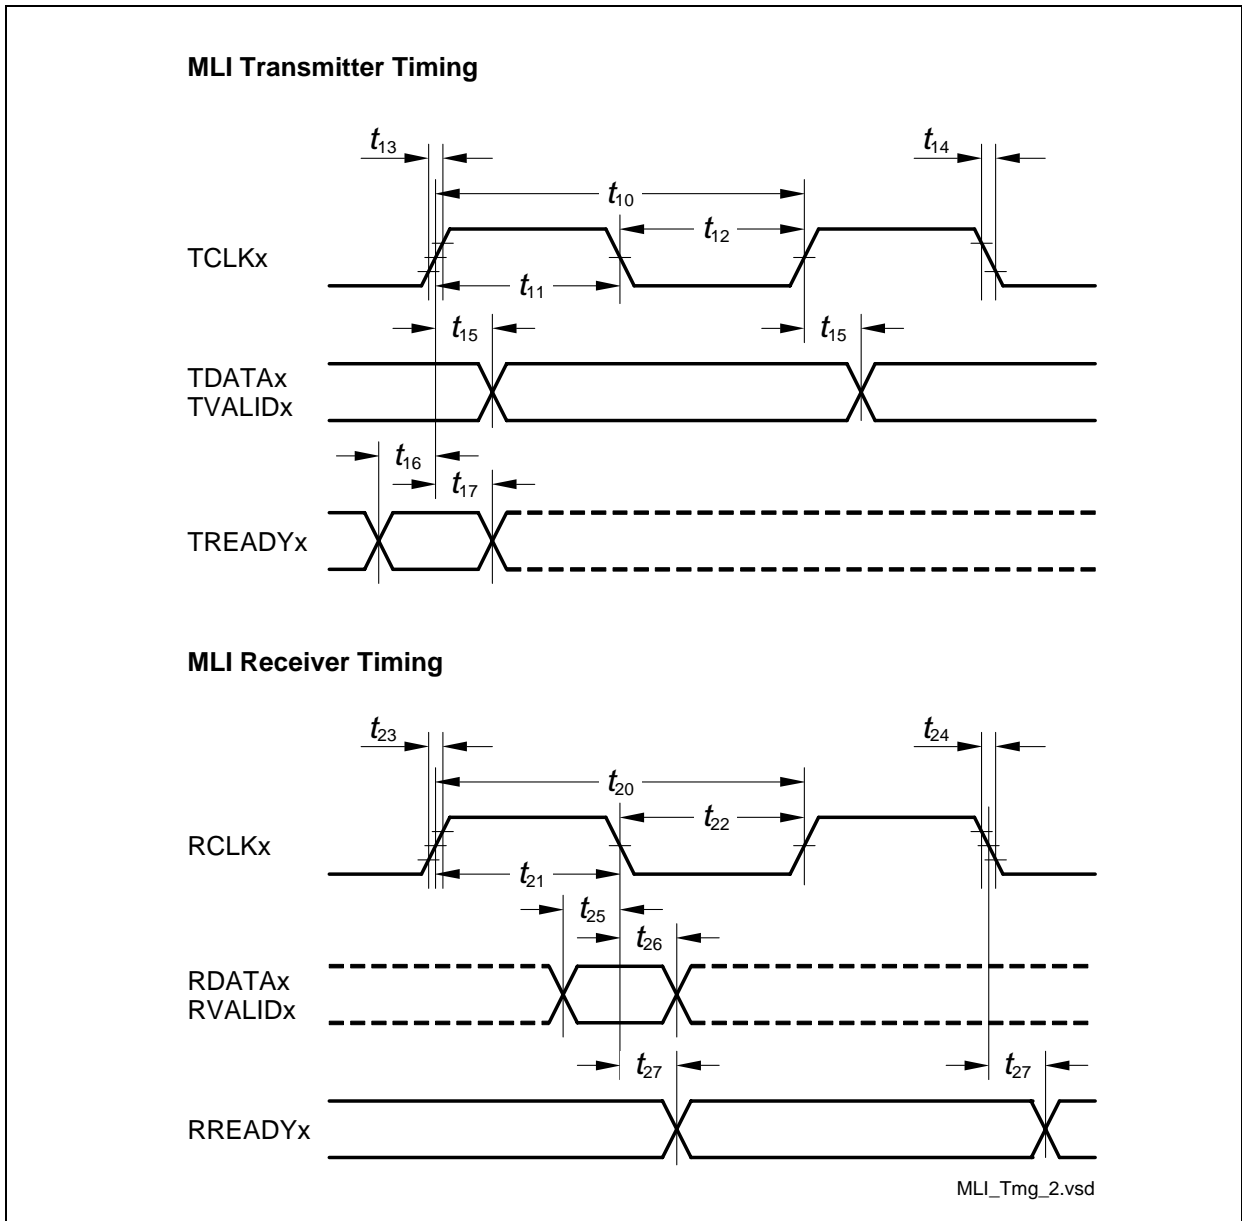 MLI Transmitter Timing
t13
t14
t10
t12
TCLKx
t11
t15
t15
TDATAx
TVALIDx
t16
t17
TREADYx
MLI Receiver Timing
t23
t24
t20
t22
RCLKx
t21
t25
t26
RDATAx
RVALIDx
t27
t27
RREADYx
MLI_Tmg_2.vsd